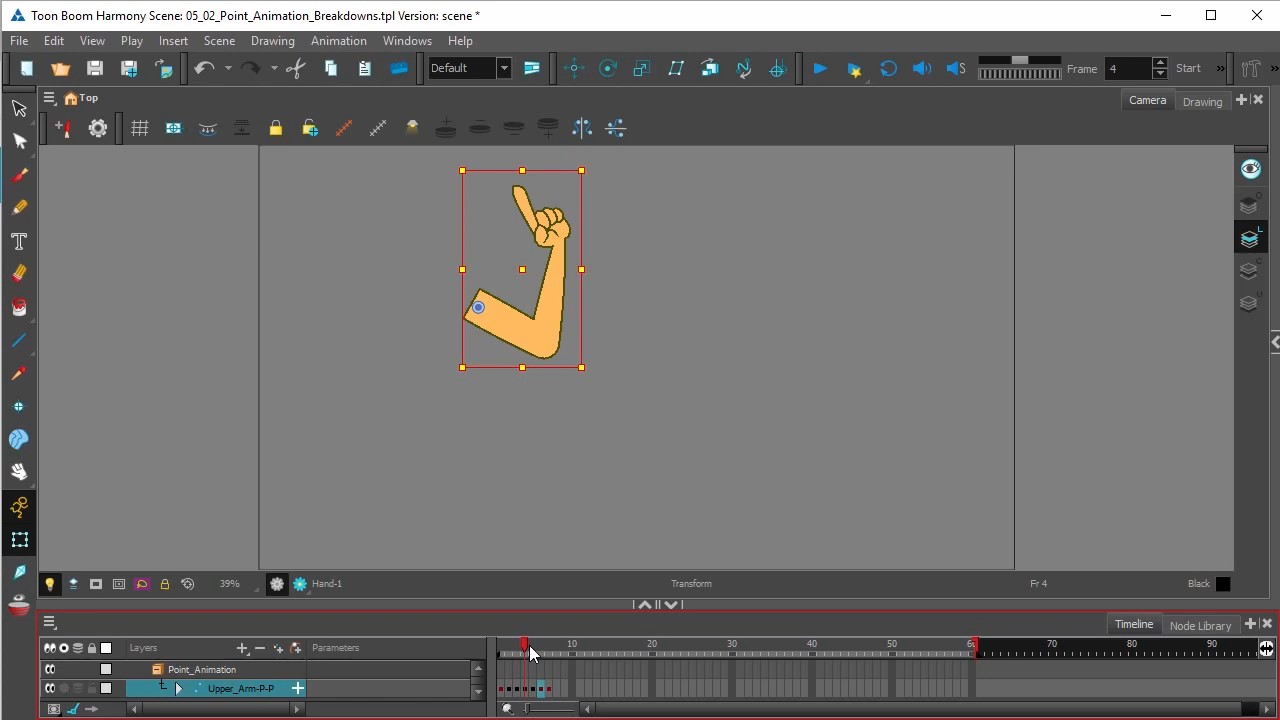 Toon Boom Harmony Scene: 05_02_Point_Animation_Breakdowns.tpl Version: scene *
File Edit View Play Insert Scene Drawing Animation Windows Help
Default Frame 4 Start » »
Top Camera Drawing
39% Hand-1 Transform Fr 4 Black
Timeline Node Library
Layers Parameters 10 20 30 40 50 60 70 80 90
Point_Animation
Upper_Arm-P-P